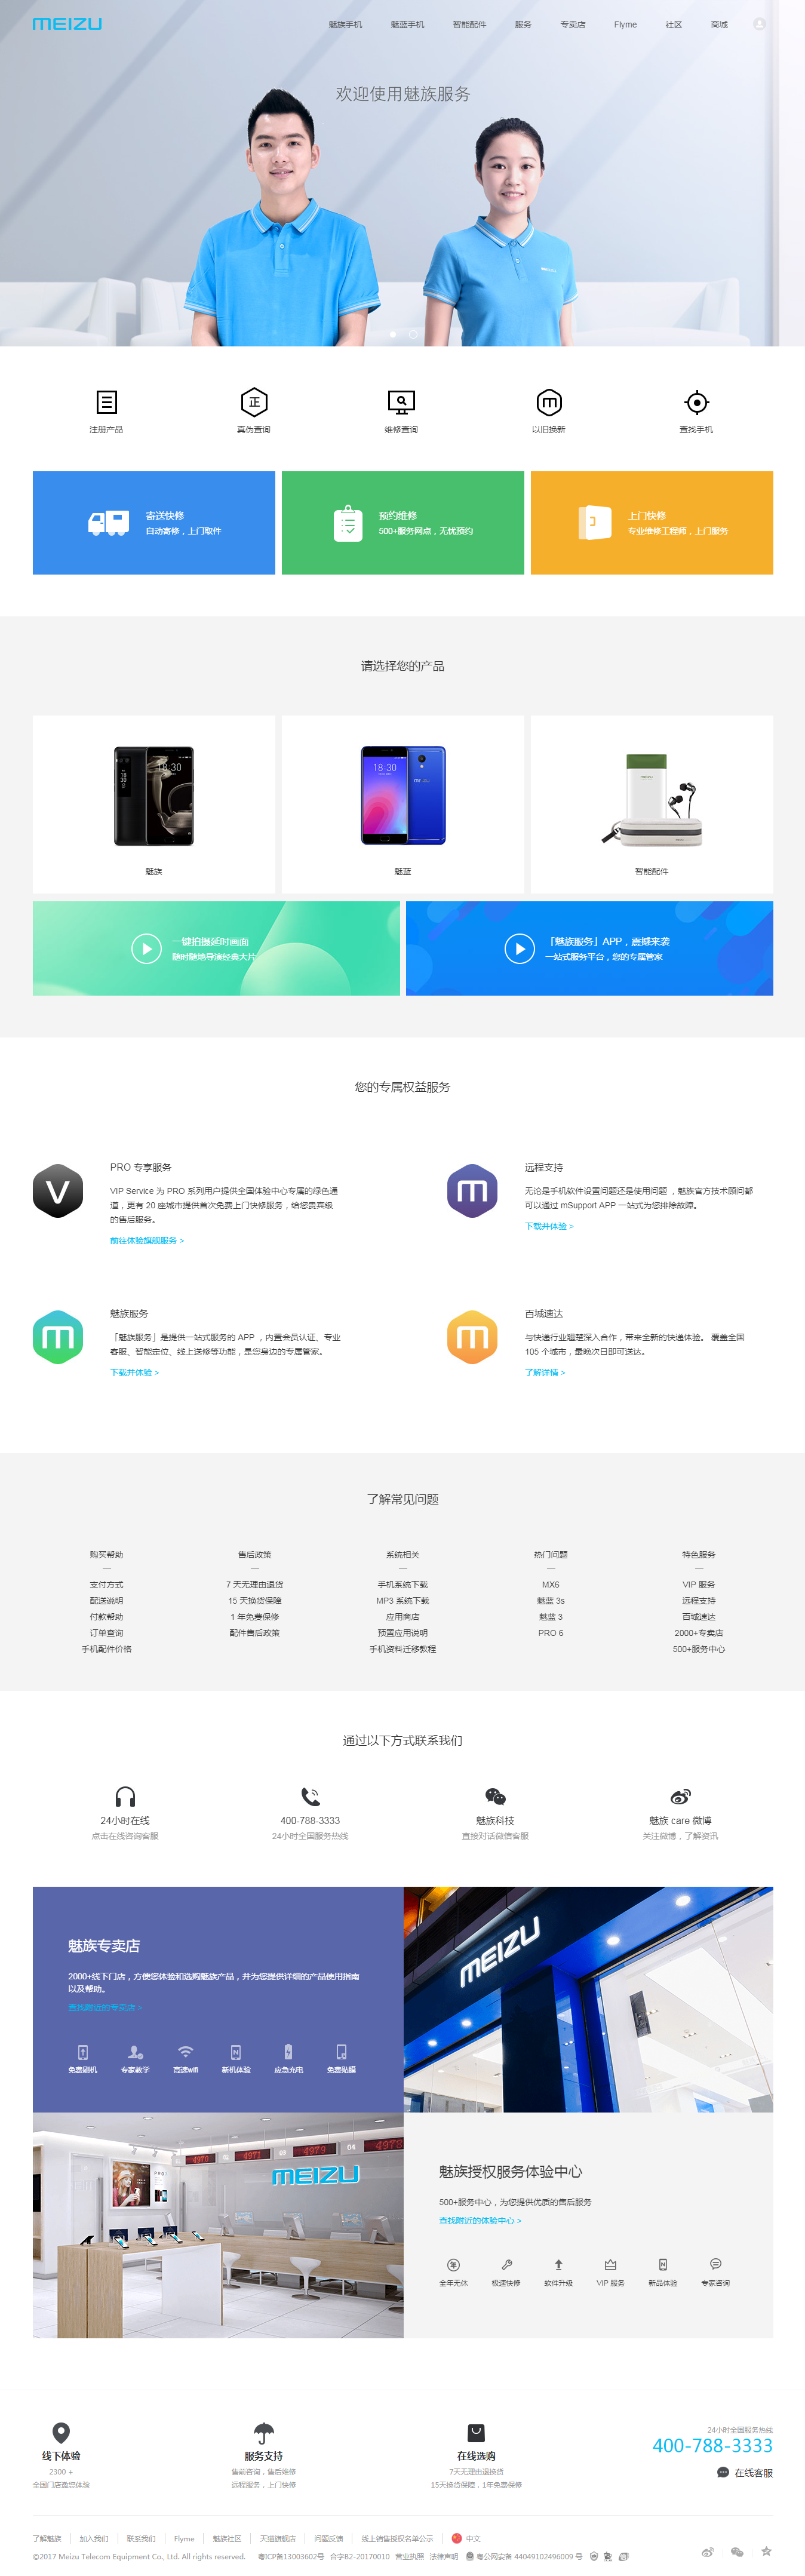 MEIZU
魅族手机 魅蓝手机 智能配件 服务 专卖店 Flyme 社区 商城
欢迎使用魅族服务
正
注册产品 真伪查询 维修查询 以旧换新 查找手机
寄送快修 预约维修 上门快修
自动寄修，上门取件 500+服务网点，无忧预约 专业维修工程师，上门服务
请选择您的产品
18:30 18:30
魅族 魅蓝 智能配件
一键拍摄延时画面 「魅族服务」APP，震撼来袭
随时随地导演经典大片 一站式服务平台，您的专属管家
您的专属权益服务
PRO 专享服务
VIP Service 为 PRO 系列用户提供全国体验中心专属的绿色通
道，更有 20 座城市提供首次免费上门快修服务，给您贵宾级
的售后服务。
前往体验旗舰服务 >
远程支持
无论是手机软件设置问题还是使用问题 ，魅族官方技术顾问都
可以通过 mSupport APP 一站式为您排除故障。
下载并体验 >
魅族服务
「魅族服务」是提供一站式服务的 APP ，内置会员认证、专业
客服、智能定位、线上送修等功能，是您身边的专属管家。
下载并体验 >
百城速达
与快递行业翘楚深入合作，带来全新的快递体验。 覆盖全国
105 个城市，最晚次日即可送达。
了解详情 >
了解常见问题
购买帮助 售后政策 系统相关 热门问题 特色服务
支付方式 7 天无理由退货 手机系统下载 MX6 VIP 服务
配送说明 15 天换货保障 MP3 系统下载 魅蓝 3s 远程支持
付款帮助 1 年免费保修 应用商店 魅蓝 3 百城速达
订单查询 配件售后政策 预置应用说明 PRO 6 2000+专卖店
手机配件价格 手机资料迁移教程 500+服务中心
通过以下方式联系我们
24小时在线 400-788-3333 魅族科技 魅族 care 微博
点击在线咨询客服 24小时全国服务热线 直接对话微信客服 关注微博，了解资讯
魅族专卖店
2000+线下门店，方便您体验和选购魅族产品，并为您提供详细的产品使用指南
以及帮助。
查找附近的专卖店 >
免费刷机 专家教学 高速wifi 新机体验 应急充电 免费贴膜
MEIZU
4970 4971 4979 04 4978
MEIZU
魅族授权服务体验中心
500+服务中心，为您提供优质的售后服务
查找附近的体验中心 >
全年无休 极速快修 软件升级 VIP 服务 新品体验 专家咨询
线下体验 服务支持 在线选购
2300 + 售前咨询，售后维修 7天无理由退换货
全国门店邀您体验 远程服务，上门快修 15天换货保障，1年免费保修
24小时全国服务热线
400-788-3333
在线客服
了解魅族 加入我们 联系我们 Flyme 魅族社区 天猫旗舰店 问题反馈 线上销售授权名单公示 中文
©2017 Meizu Telecom Equipment Co., Ltd. All rights reserved. 粤ICP备13003602号 合字B2-20170010 营业执照 法律声明 粤公网安备 44049102496009 号